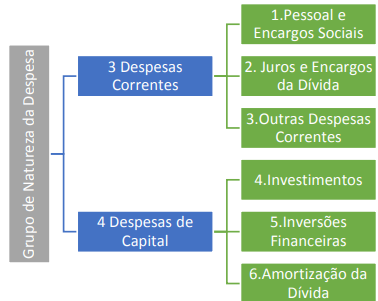 Grupo de Natureza da Despesa
3 Despesas
Correntes
1.Pessoal e
Encargos Sociais
2. Juros e Encargos
da Dívida
3.Outras Despesas
Correntes
4 Despesas de
Capital
4.Investimentos
5.Inversões
Financeiras
6.Amortização da
Dívida